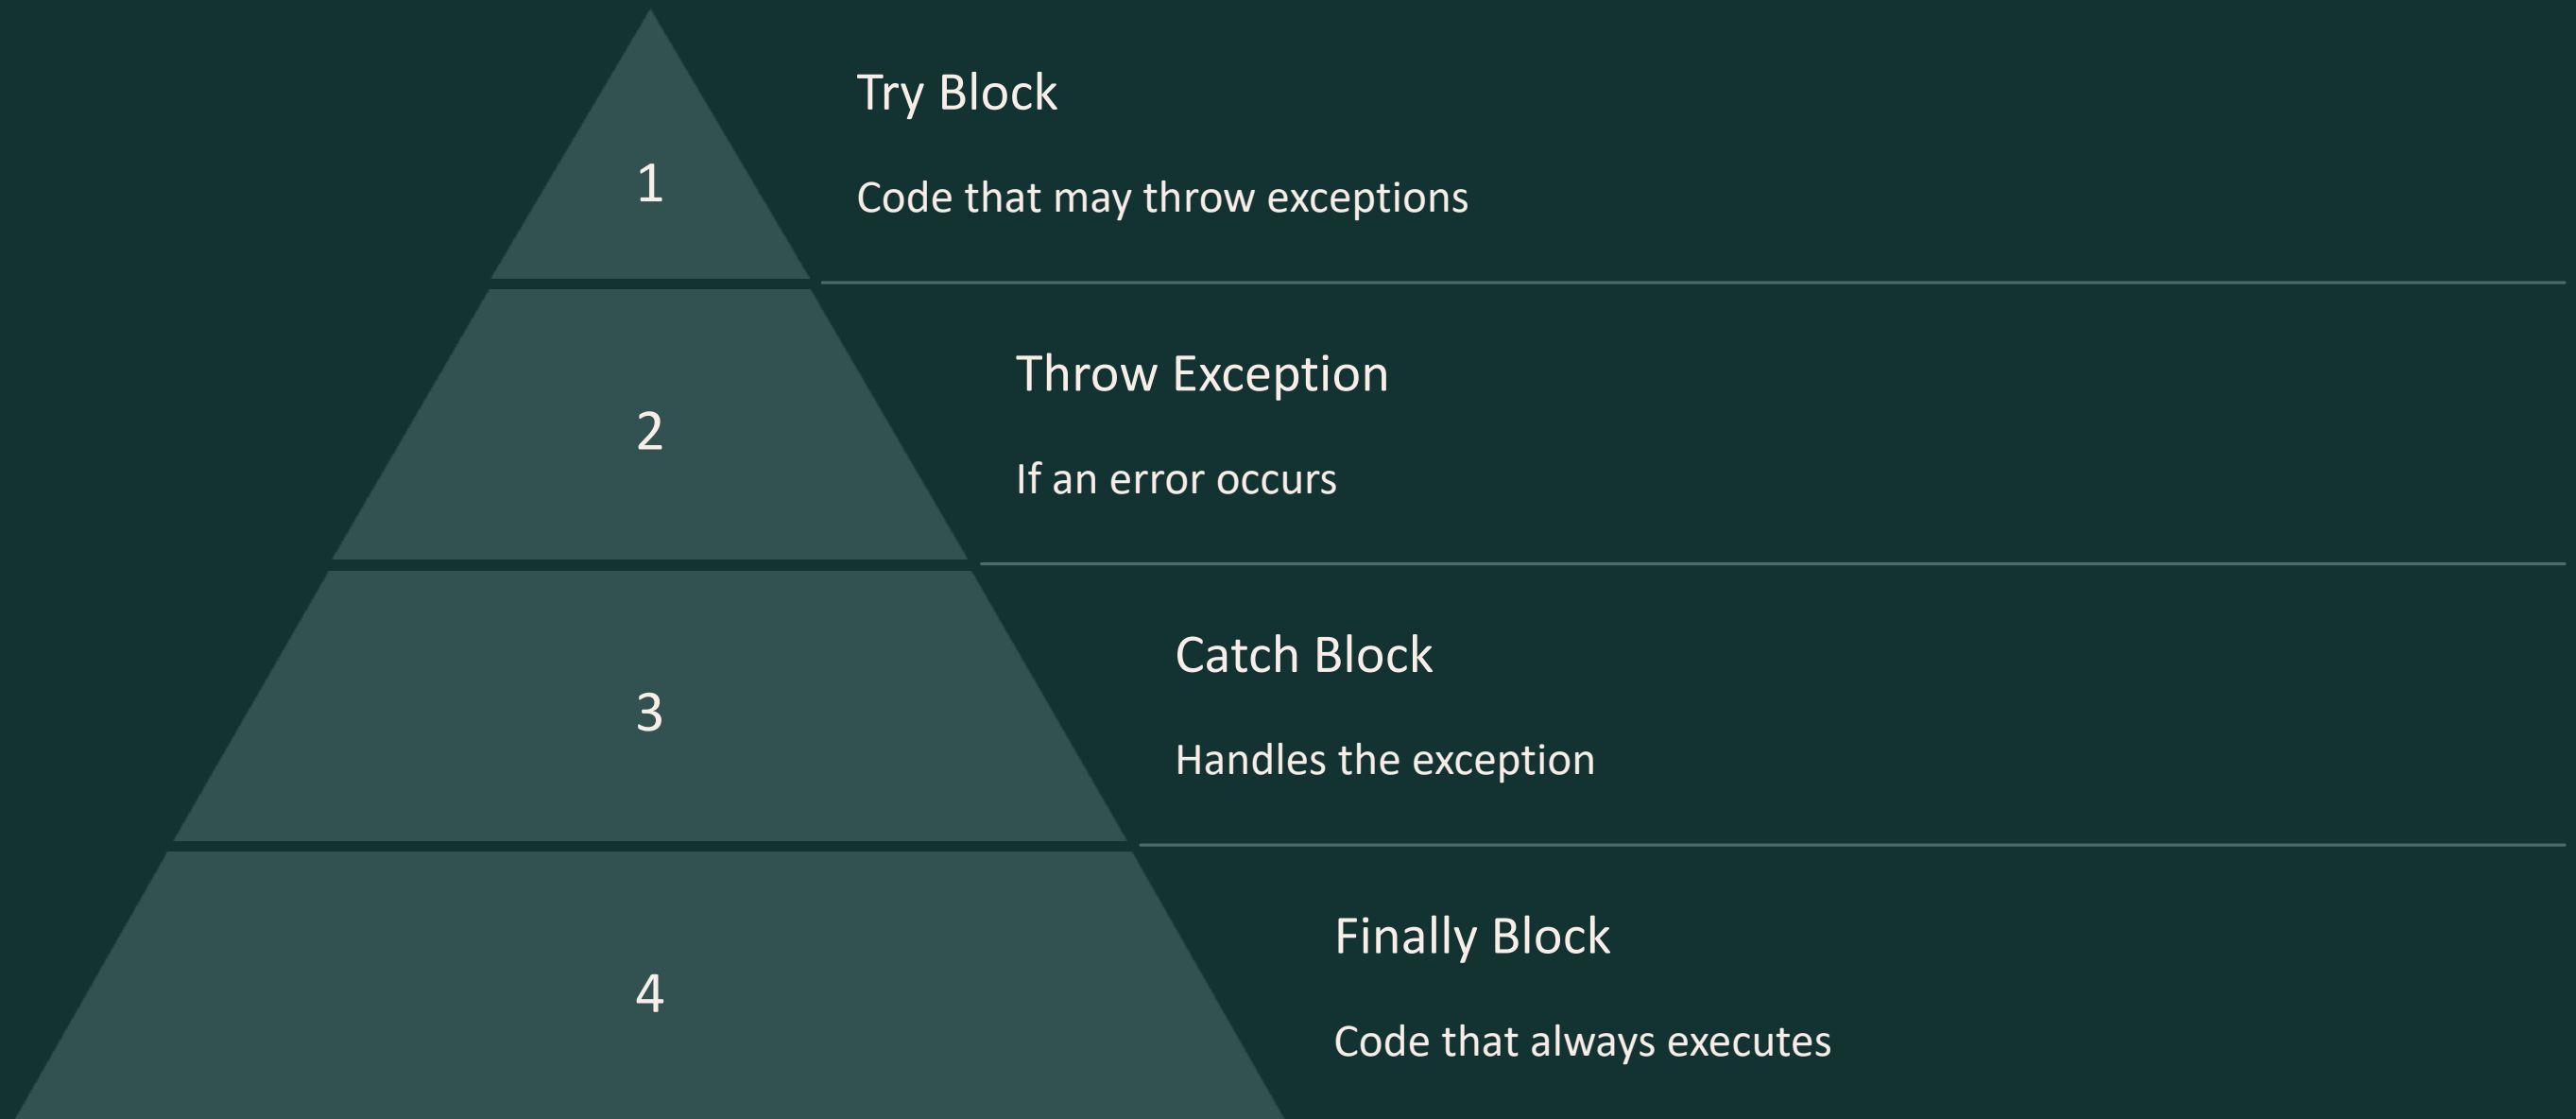 1
Try Block
Code that may throw exceptions
2
Throw Exception
If an error occurs
3
Catch Block
Handles the exception
4
Finally Block
Code that always executes